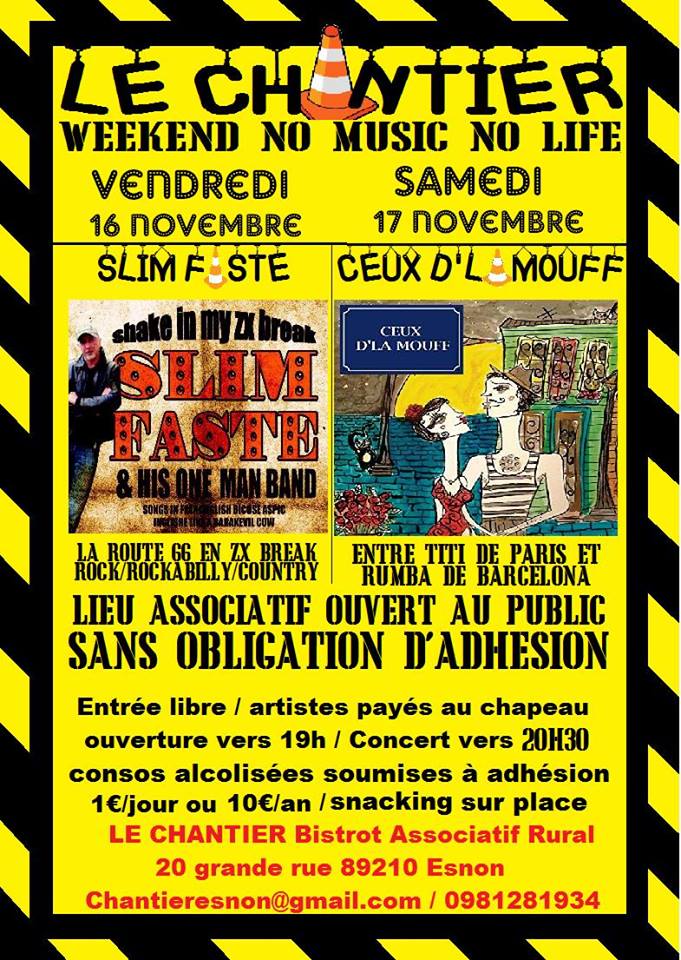 LE CHANTIER
WEEKEND NO MUSIC NO LIFE
VENDREDI
16 NOVEMBRE
SAMEDI
17 NOVEMBRE
SLIM FASTE
CEUX D'LAMOUFF
shake in my zx break
SLIM
FASTE
& HIS ONE MAN BAND
SONGS IN
CEUX
D'LA MOUFF
LA ROUTE 66 EN ZX BREAK
ROCK/ROCKABILLY/COUNTRY
ENTRE TITI DE PARIS ET
RUMBA DE BARCELONA
LIEU ASSOCIATIF OUVERT AU PUBLIC
SANS OBLIGATION D'ADHESION
Entrée libre / artistes payés au chapeau
ouverture vers 19h / Concert vers 20H30
consos alcolisées soumises à adhésion
1€/jour ou 10€/an / snacking sur place
LE CHANTIER Bistrot Associatif Rural
20 grande rue 89210 Esnon
Chantieresnon@gmail.com / 0981281934